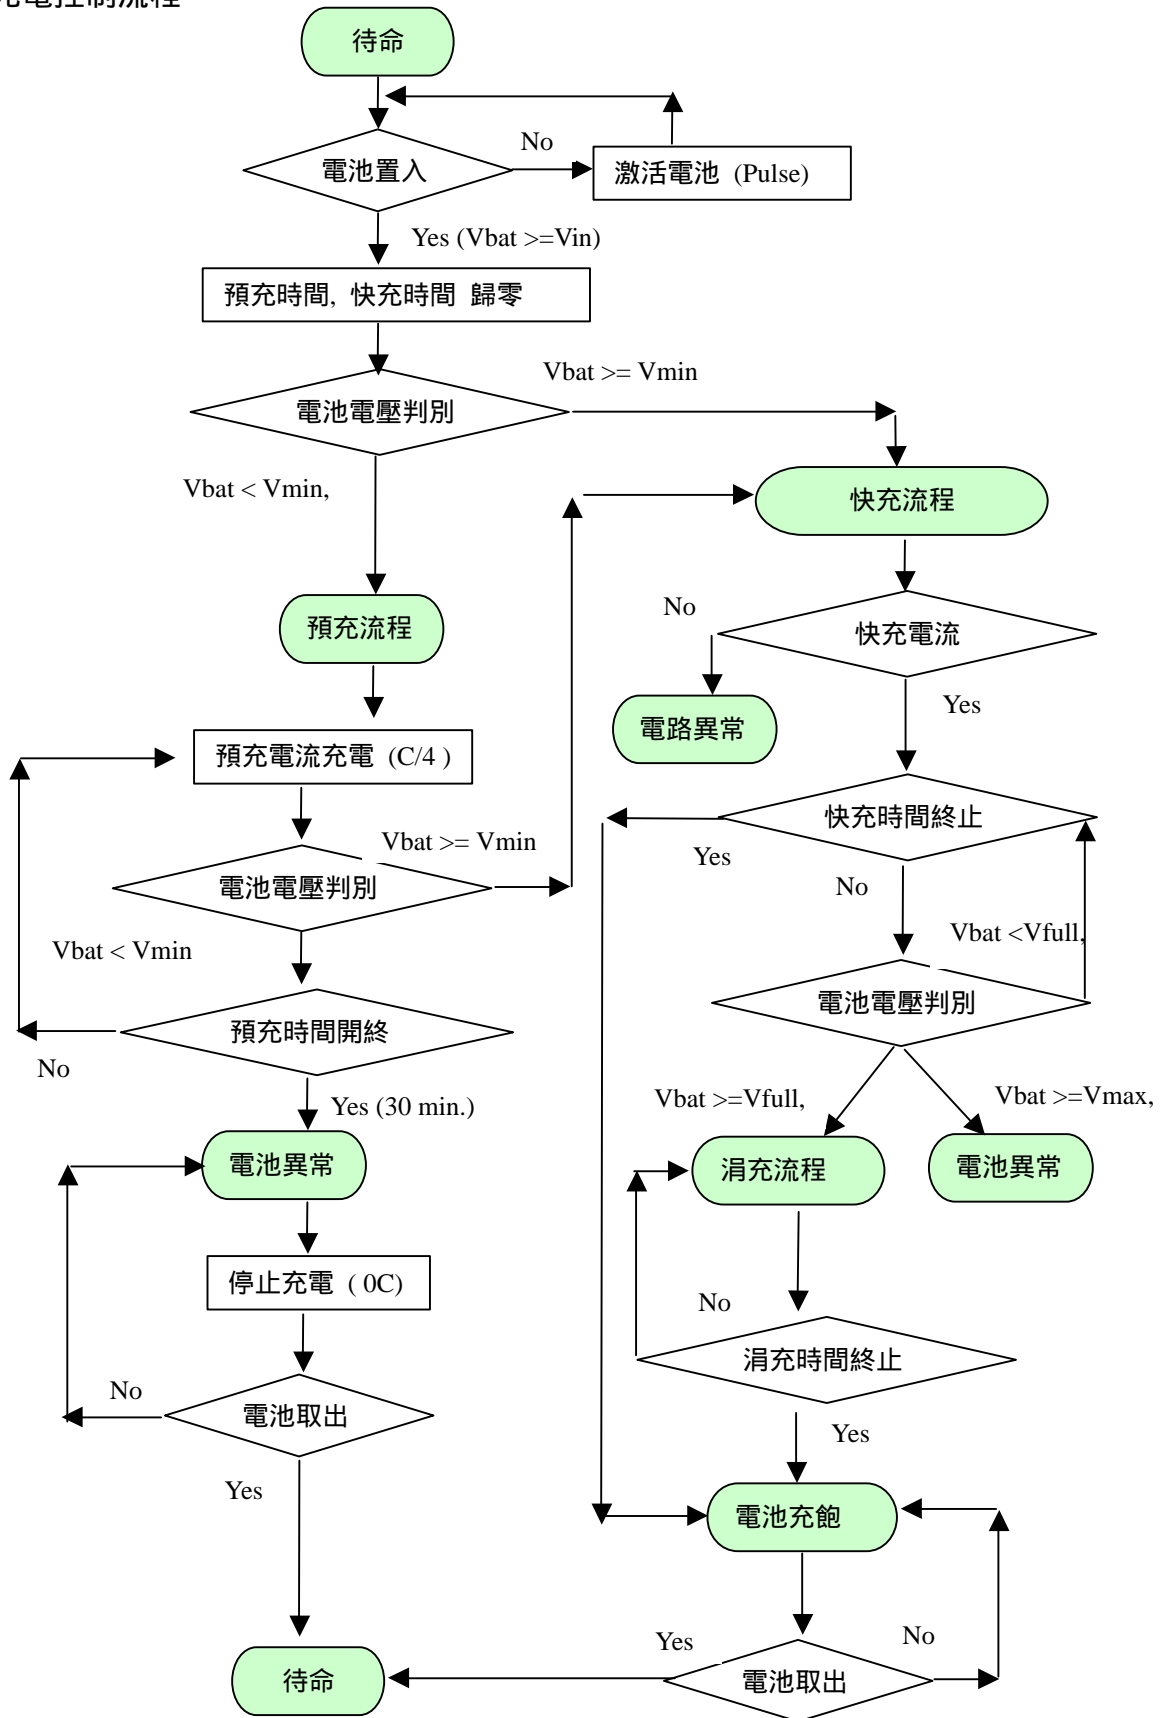 充電控制流程
待命
電池置入
No
激活電池 (Pulse)
Yes (Vbat >=Vin)
預充時間, 快充時間 歸零
電池電壓判別
Vbat >= Vmin
Vbat < Vmin,
預充流程
預充電流充電 (C/4 )
電池電壓判別
Vbat >= Vmin
Vbat < Vmin
預充時間開終
No
Yes (30 min.)
電池異常
停止充電 ( 0C)
電池取出
No
Yes
待命
快充流程
快充電流
No
電路異常
Yes
快充時間終止
Yes
No
Vbat <Vfull,
電池電壓判別
Vbat >=Vfull,
Vbat >=Vmax,
涓充流程
電池異常
No
涓充時間終止
Yes
電池充飽
電池取出
Yes
No